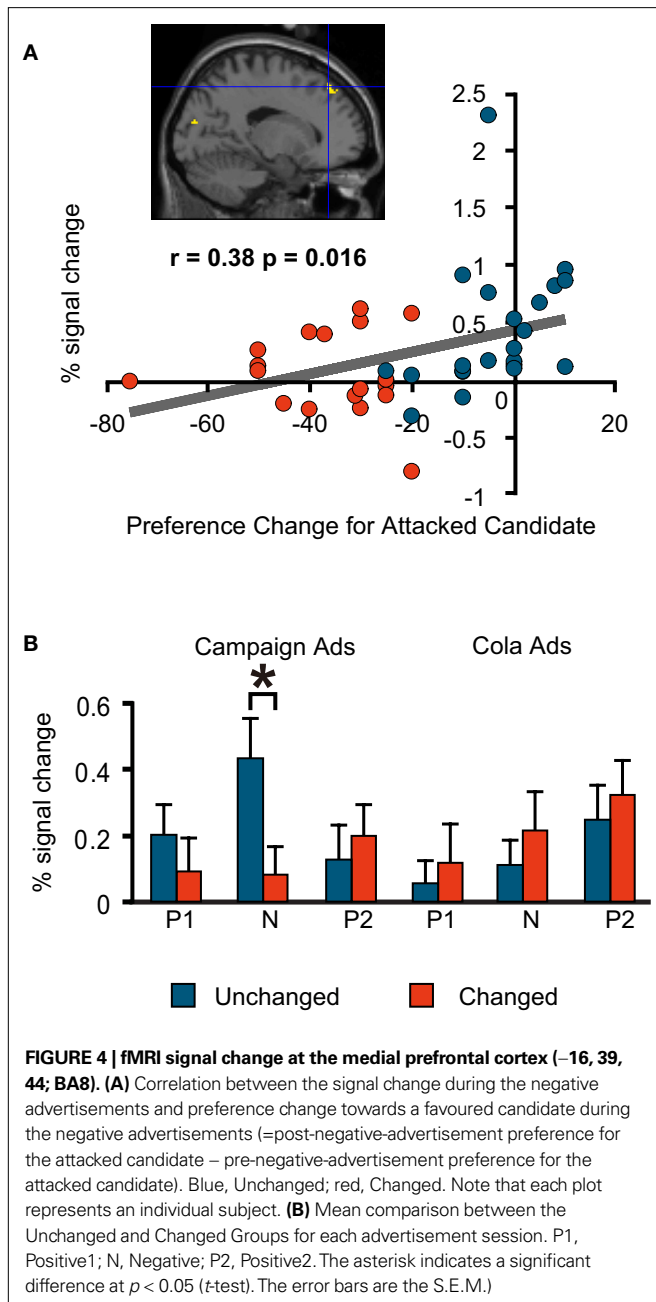 A
2.5
2
1.5
r = 0.38 p = 0.016
1
0.5
% signal change
0
-80 -60 -40 -20 20
-0.5
-1
Preference Change for Attacked Candidate
B
Campaign Ads Cola Ads
*
0.6
0.4
0.2
0
% signal change
P1 N P2 P1 N P2
Unchanged Changed
FIGURE 4 | fMRI signal change at the medial prefrontal cortex (−16, 39,
44; BA8). (A) Correlation between the signal change during the negative
advertisements and preference change towards a favoured candidate during
the negative advertisements (=post-negative-advertisement preference for
the attacked candidate – pre-negative-advertisement preference for the
attacked candidate). Blue, Unchanged; red, Changed. Note that each plot
represents an individual subject. (B) Mean comparison between the
Unchanged and Changed Groups for each advertisement session. P1,
Positive1; N, Negative; P2, Positive2. The asterisk indicates a significant
difference at p < 0.05 (t-test). The error bars are the S.E.M.)